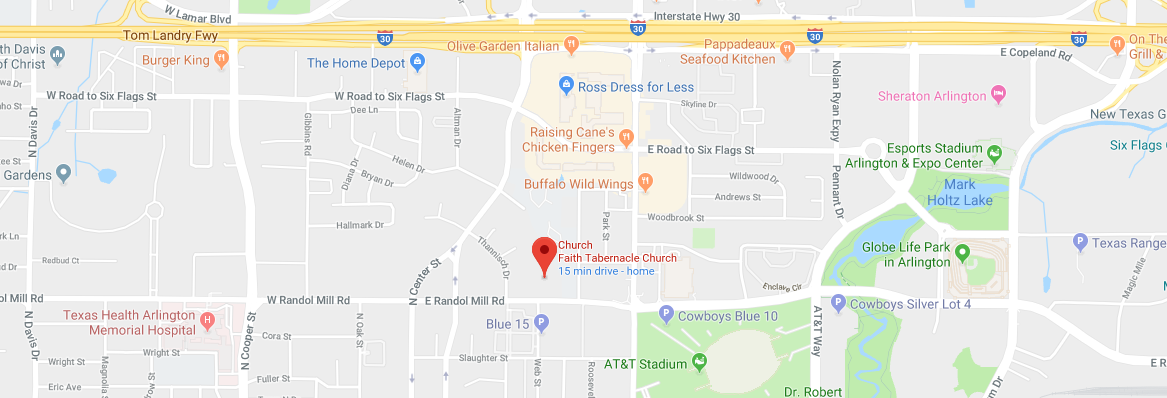 W Lamar Blvd
Interstate Hwy 30
30
Tom Landry Fwy
30
30
30
th Davis
of Christ
Burger King
The Home Depot
Olive Garden Italian
Pappadeaux
Seafood Kitchen
E Copeland Rd
On The
Grill &
W Road to Six Flags St
W Road to Six Flags St
Dee Ln
Ross Dress for Less
Skyline Dr
Nolan Ryan Expy
Sheraton Arlington
New Texas G
Six Flags
N Davis Dr
Gibbins Rd
Altman Dr
Raising Cane's
Chicken Fingers
E Road to Six Flags St
Esports Stadium
Arlington & Expo Center
Gardens
Diana Dr
Helen Dr
Bryan Dr
Buffalo Wild Wings
Wildwood Dr
Andrews St
Pennant Dr
Mark
Holtz Lake
Hallmark Dr
Park St
Woodbrook St
rk Ln
Redbud Ct
ud Dr
Thannisch Dr
Church
Faith Tabernacle Church
15 min drive - home
Globe Life Park
in Arlington
Texas Range
Magic Mile
N Center St
Enclave Cir
ill Rd
W Randol Mill Rd
E Randol Mill Rd
Texas Health Arlington
Memorial Hospital
N Cooper St
Cora St
N Oak St
Blue 15
Cowboys Blue 10
Cowboys Silver Lot 4
N Davis Dr
Wright St
Wright St
Magnolia S
Slaughter St
Web St
Roosevel
AT&T Stadium
AT&T Way
E R
Eric Ave
row St
Fuller St
Dr. Robert
m Dr